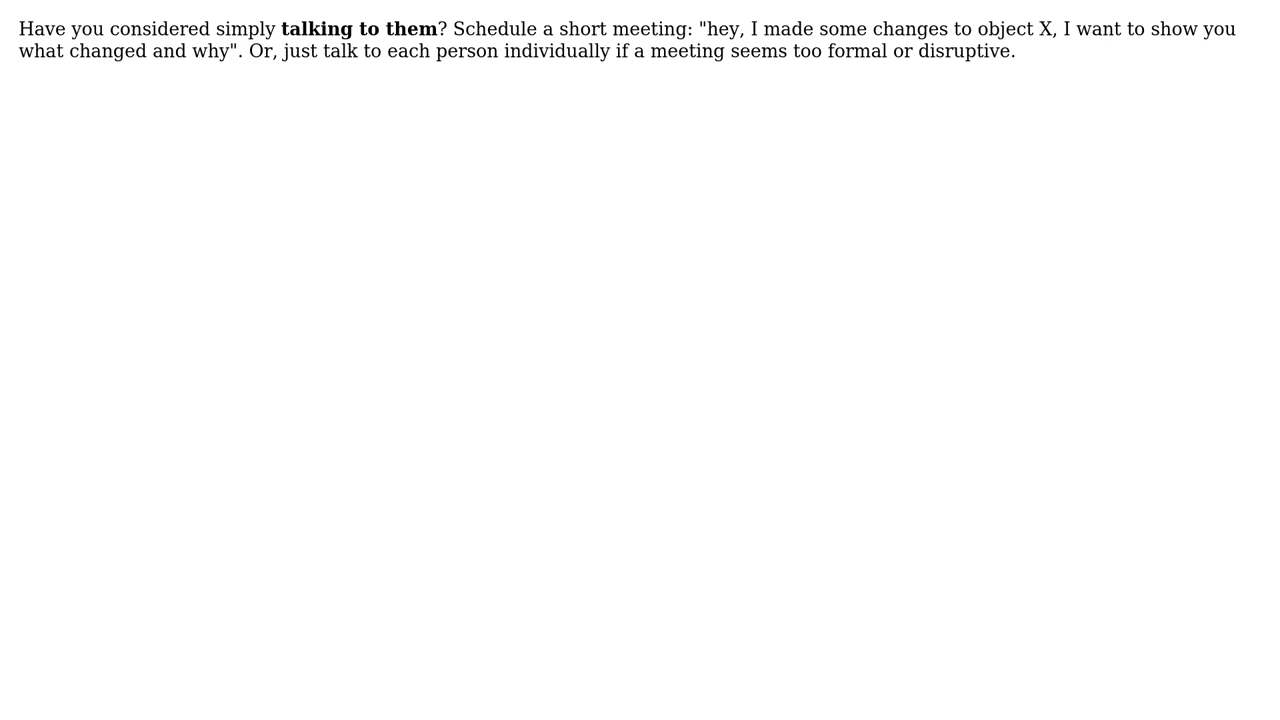 Have you considered simply talking to them? Schedule a short meeting: "hey, I made some changes to object X, I want to show you
what changed and why". Or, just talk to each person individually if a meeting seems too formal or disruptive.